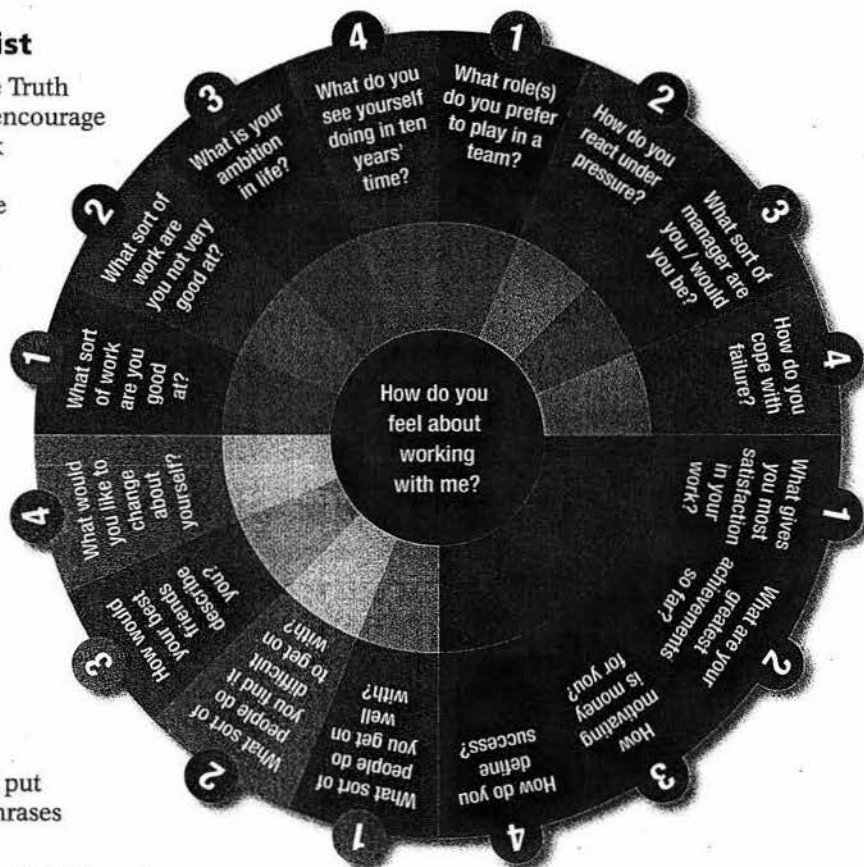 ist
e Truth
encourage
k
e
put
hrases
1
What role(s)
do you prefer
to play in a
team?
2
How do you
react under
pressure?
3
What sort of
manager are
you / would
you be?
4
How do you
cope with
failure?
1
What gives
you most
satisfaction
in your
work?
2
What are your
greatest
achievements
so far?
3
How
motivating
is money
for you?
4
How do you
define
success?
1
What sort of
people do
you get on
well
with?
2
What sort of
people do
you find it
difficult
to get on
with?
3
How would
your best
friends
describe
you?
4
What would
you like to
change
about
yourself?
1
What sort
of work
are you
good
at?
2
What sort of
work are
you not very
good at?
3
What is your
ambition
in life?
4
What do you
see yourself
doing in ten
years'
time?
How do you
feel about
working
with me?